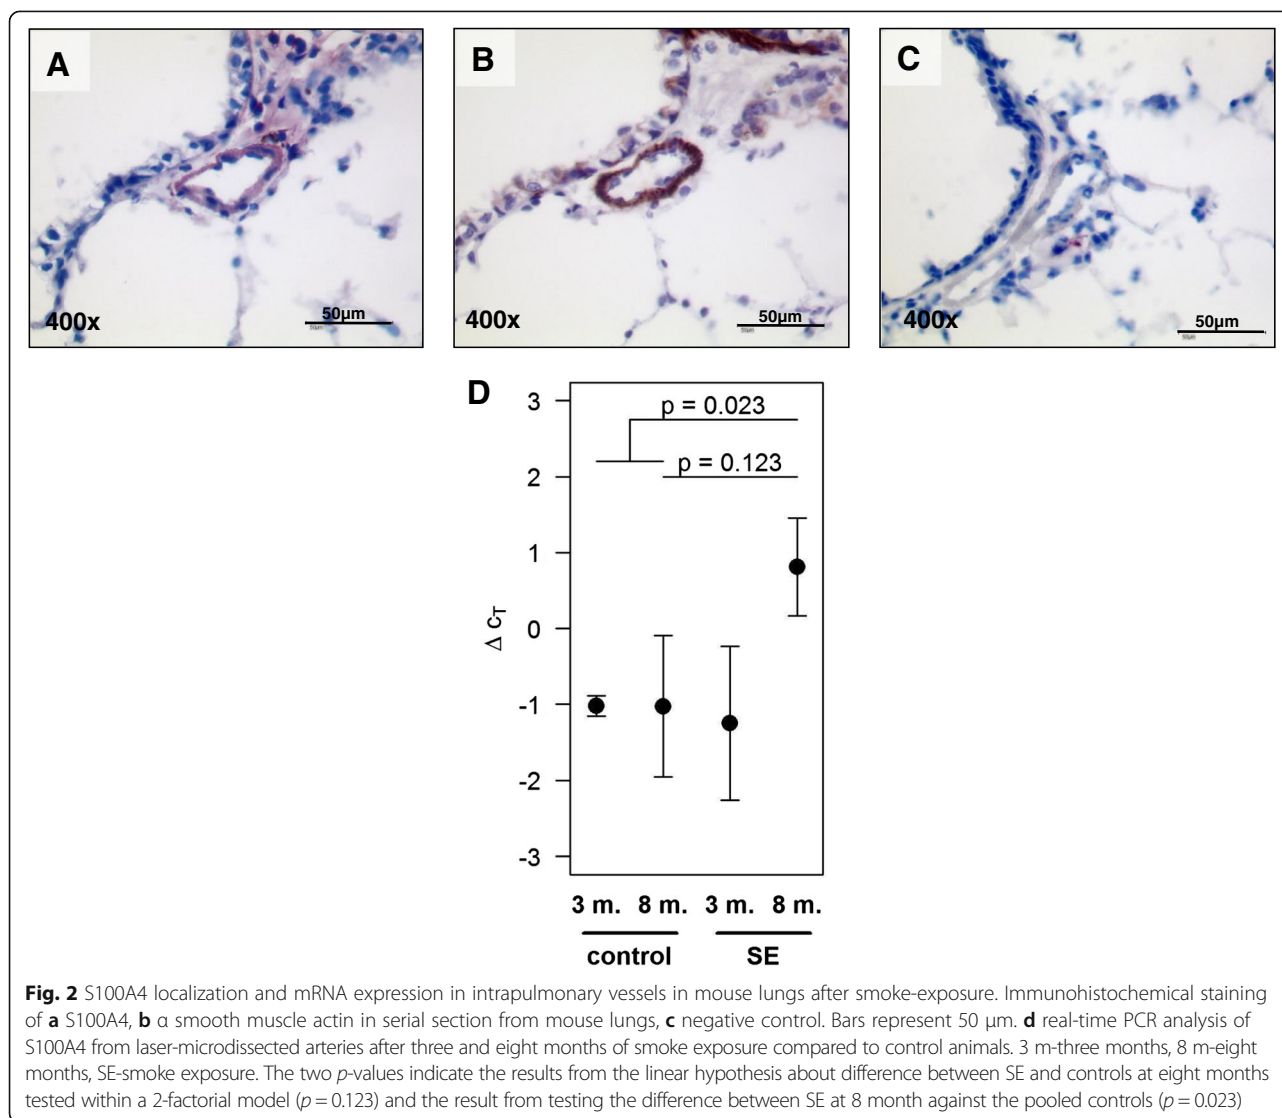 A
B
C
400x
50µm
400x
50µm
400x
50µm
D
3
2
1
0
-1
-2
-3
Δ cT
p = 0.023
p = 0.123
3 m. 8 m. 3 m. 8 m.
control SE
Fig. 2 S100A4 localization and mRNA expression in intrapulmonary vessels in mouse lungs after smoke-exposure. Immunohistochemical staining
of a S100A4, b α smooth muscle actin in serial section from mouse lungs, c negative control. Bars represent 50 μm. d real-time PCR analysis of
S100A4 from laser-microdissected arteries after three and eight months of smoke exposure compared to control animals. 3 m-three months, 8 m-eight
months, SE-smoke exposure. The two p-values indicate the results from the linear hypothesis about difference between SE and controls at eight months
tested within a 2-factorial model (p = 0.123) and the result from testing the difference between SE at 8 month against the pooled controls (p = 0.023)